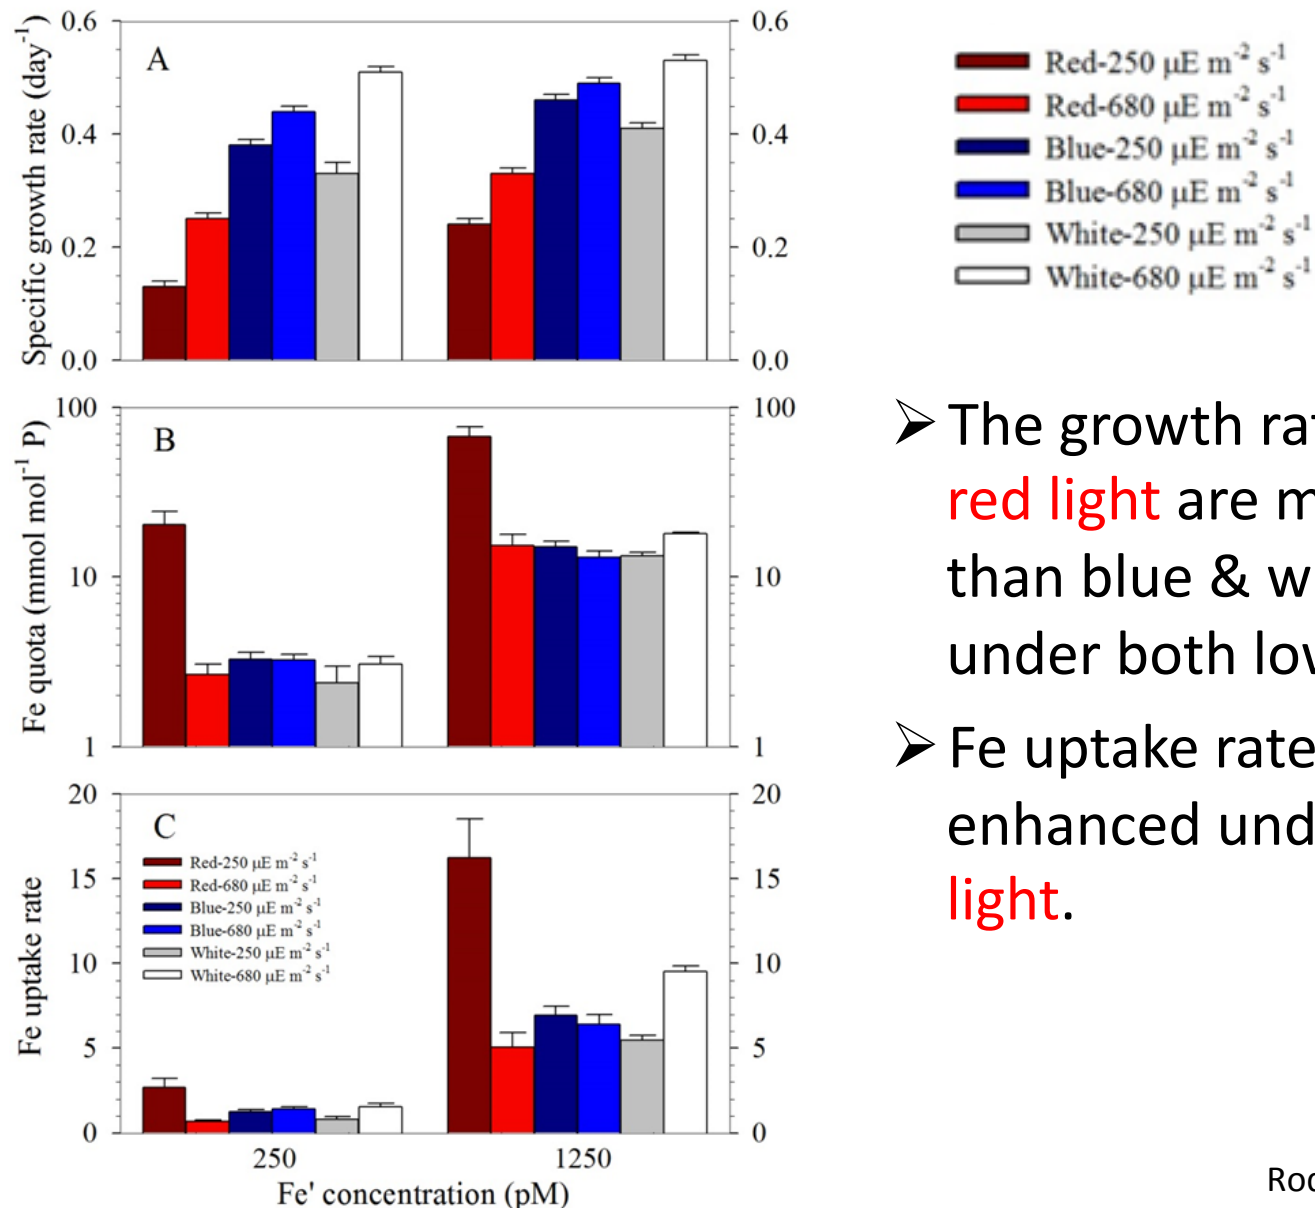 A
Specific growth rate (day⁻¹)
0.6
0.4
0.2
0.0
0.6
0.4
0.2
0.0
B
Fe quota (mmol mol⁻¹ P)
100
10
1
100
10
1
C
Fe uptake rate
20
15
10
5
0
20
15
10
5
0
Red-250 µE m⁻² s⁻¹
Red-680 µE m⁻² s⁻¹
Blue-250 µE m⁻² s⁻¹
Blue-680 µE m⁻² s⁻¹
White-250 µE m⁻² s⁻¹
White-680 µE m⁻² s⁻¹
250
1250
Fe' concentration (pM)
Red-250 µE m⁻² s⁻¹
Red-680 µE m⁻² s⁻¹
Blue-250 µE m⁻² s⁻¹
Blue-680 µE m⁻² s⁻¹
White-250 µE m⁻² s⁻¹
White-680 µE m⁻² s⁻¹
➢ The growth
red light are
than blue &
under both
➢ Fe uptake rate
enhanced
light.